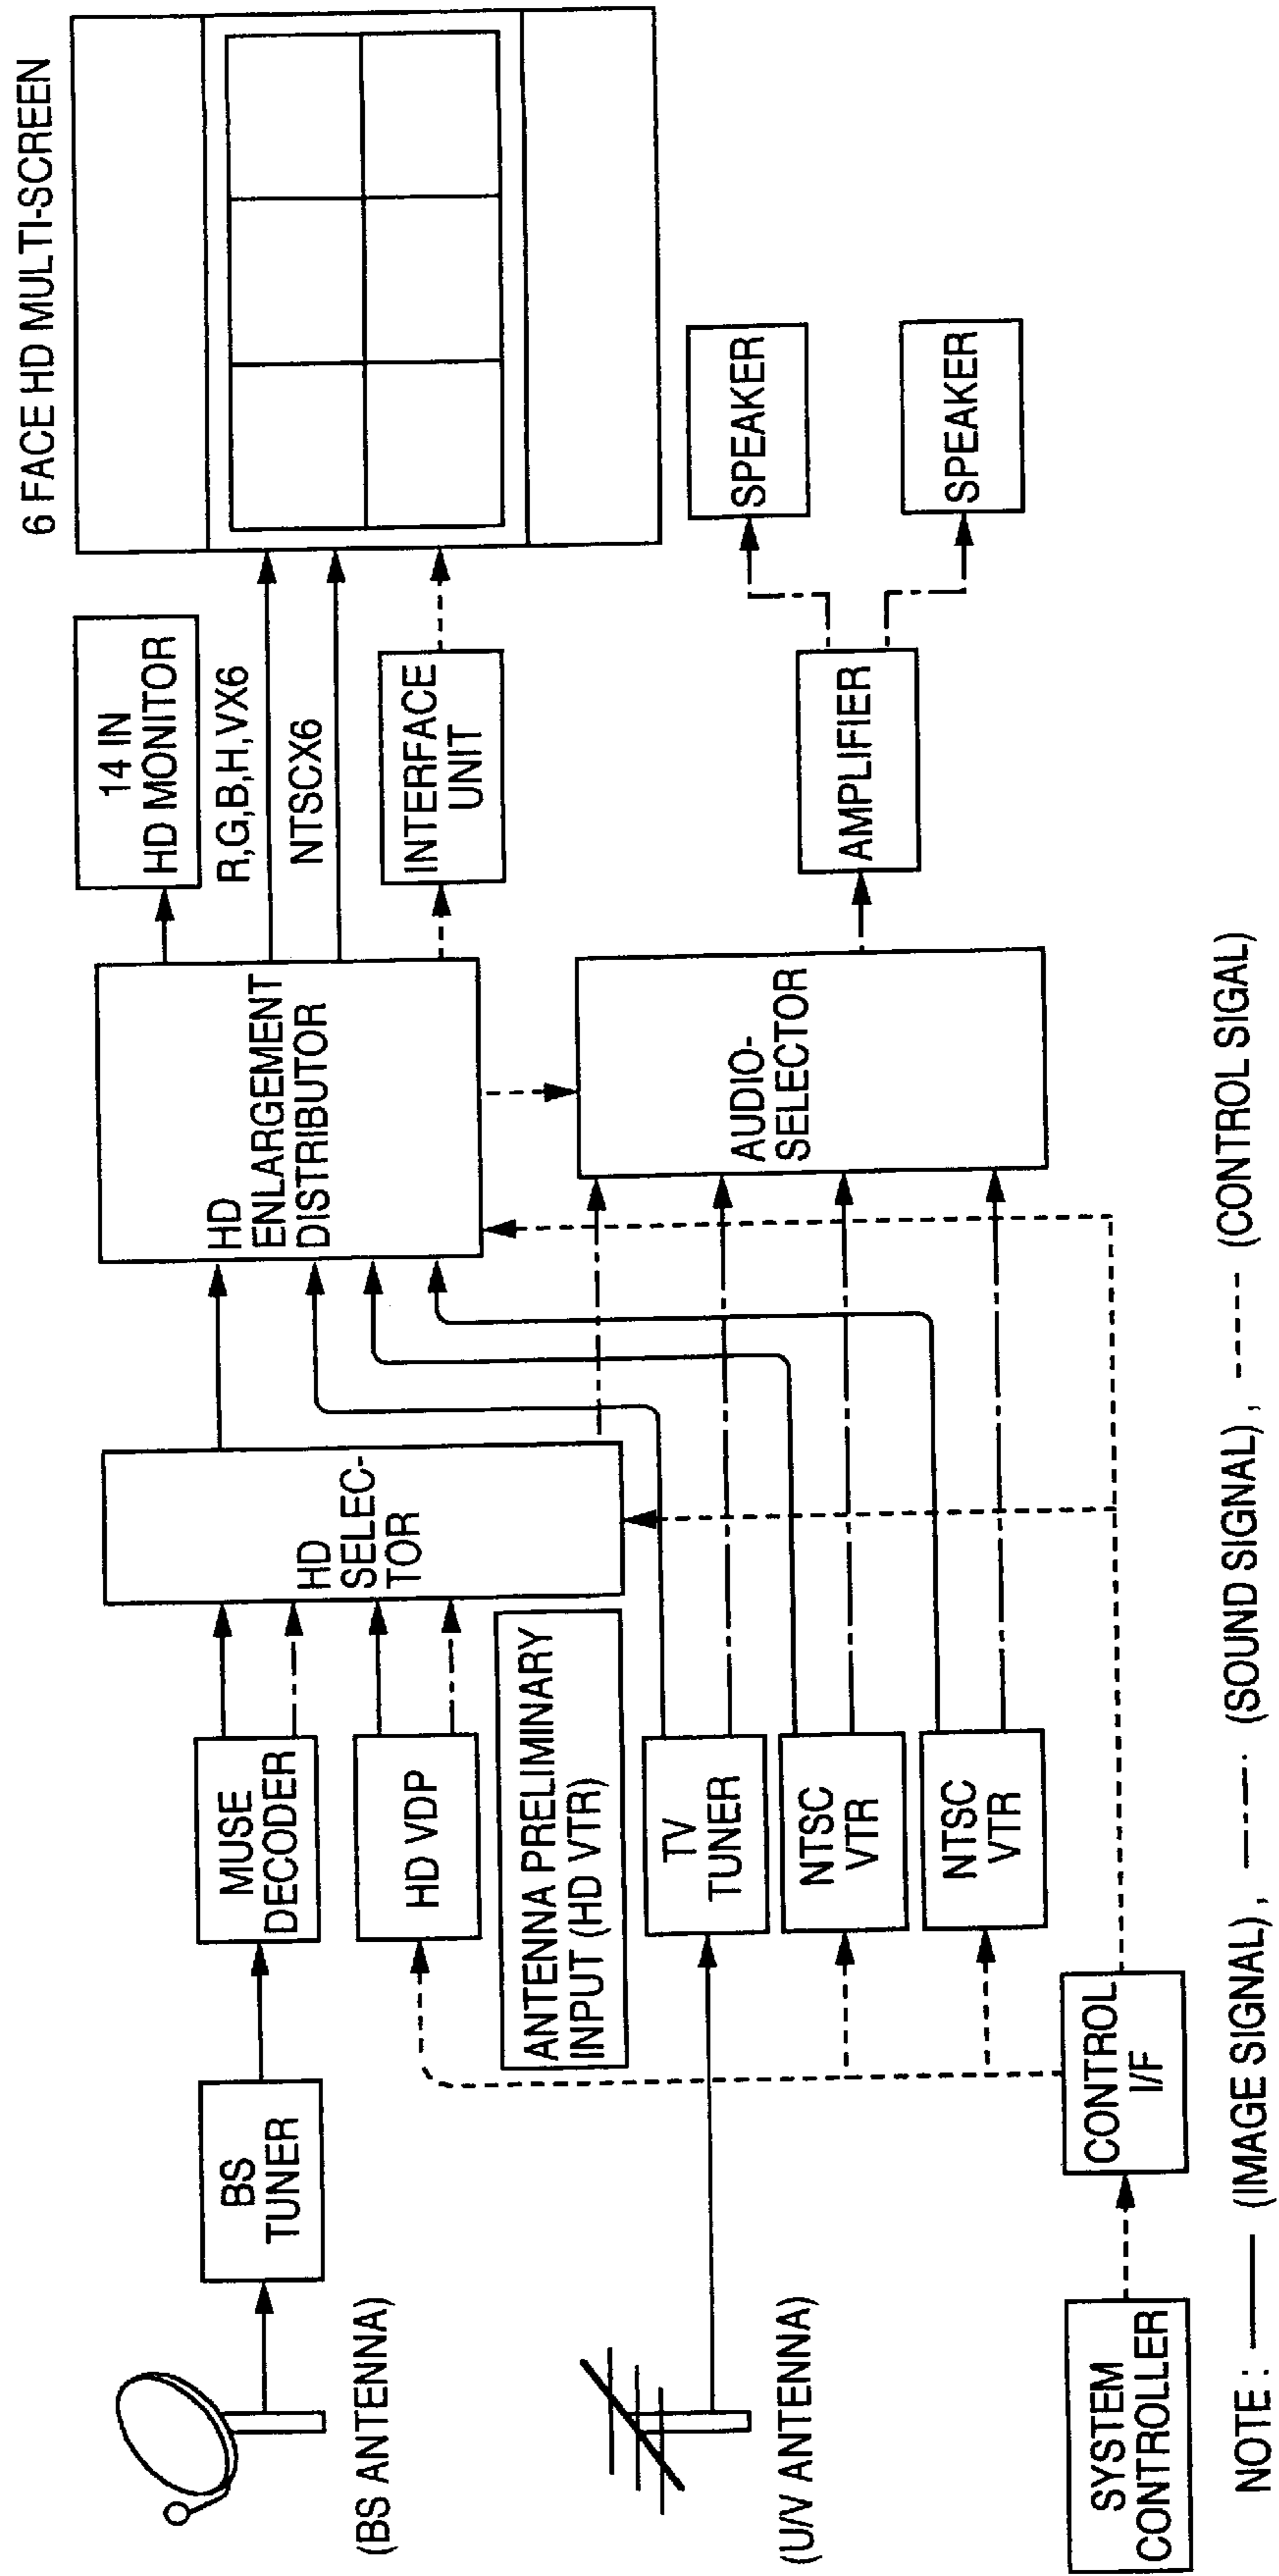 6 FACE HD MULTI-SCREEN
14 IN
HD MONITOR
R,G,B,H,VX6
NTSCX6
INTERFACE
UNIT
SPEAKER
SPEAKER
AMPLIFIER
HD
ENLARGEMENT
DISTRIBUTOR
AUDIO-
SELECTOR
HD
SELEC-
TOR
MUSE
DECODER
HD VDP
ANTENNA PRELIMINARY
INPUT (HD VTR)
TV
TUNER
NTSC
VTR
NTSC
VTR
BS
TUNER
CONTROL
I/F
(BS ANTENNA)
(U/V ANTENNA)
SYSTEM
CONTROLLER
NOTE : (IMAGE SIGNAL), (SOUND SIGNAL), (CONTROL SIGAL)